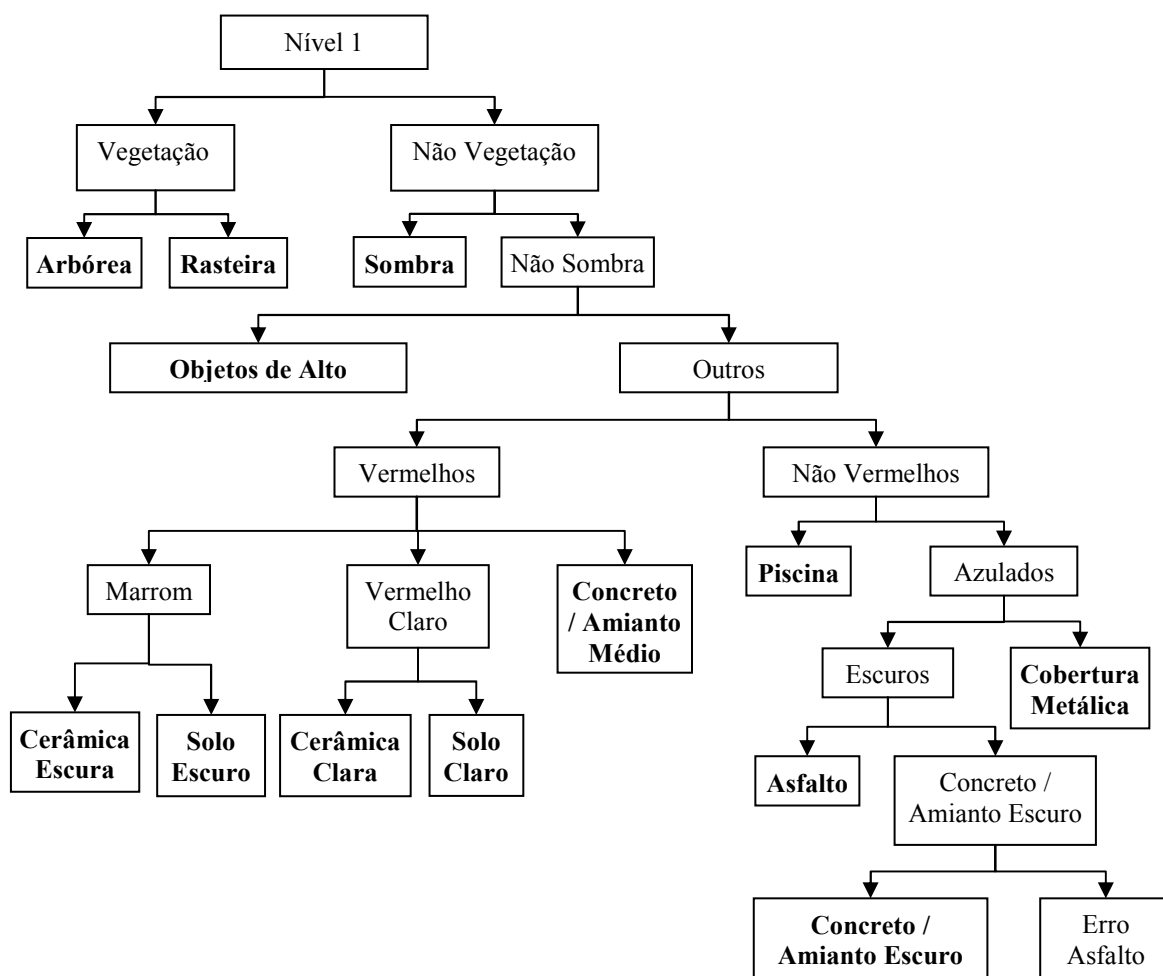 Nível 1
Vegetação
Não Vegetação
Arbórea
Rasteira
Sombra
Não Sombra
Objetos de Alto
Outros
Vermelhos
Não Vermelhos
Marrom
Vermelho
Claro
Concreto
/ Amianto
Médio
Piscina
Azulados
Escuros
Cobertura
Metálica
Cerâmica
Escura
Solo
Escuro
Cerâmica
Clara
Solo
Claro
Asfalto
Concreto /
Amianto Escuro
Concreto /
Amianto Escuro
Erro
Asfalto